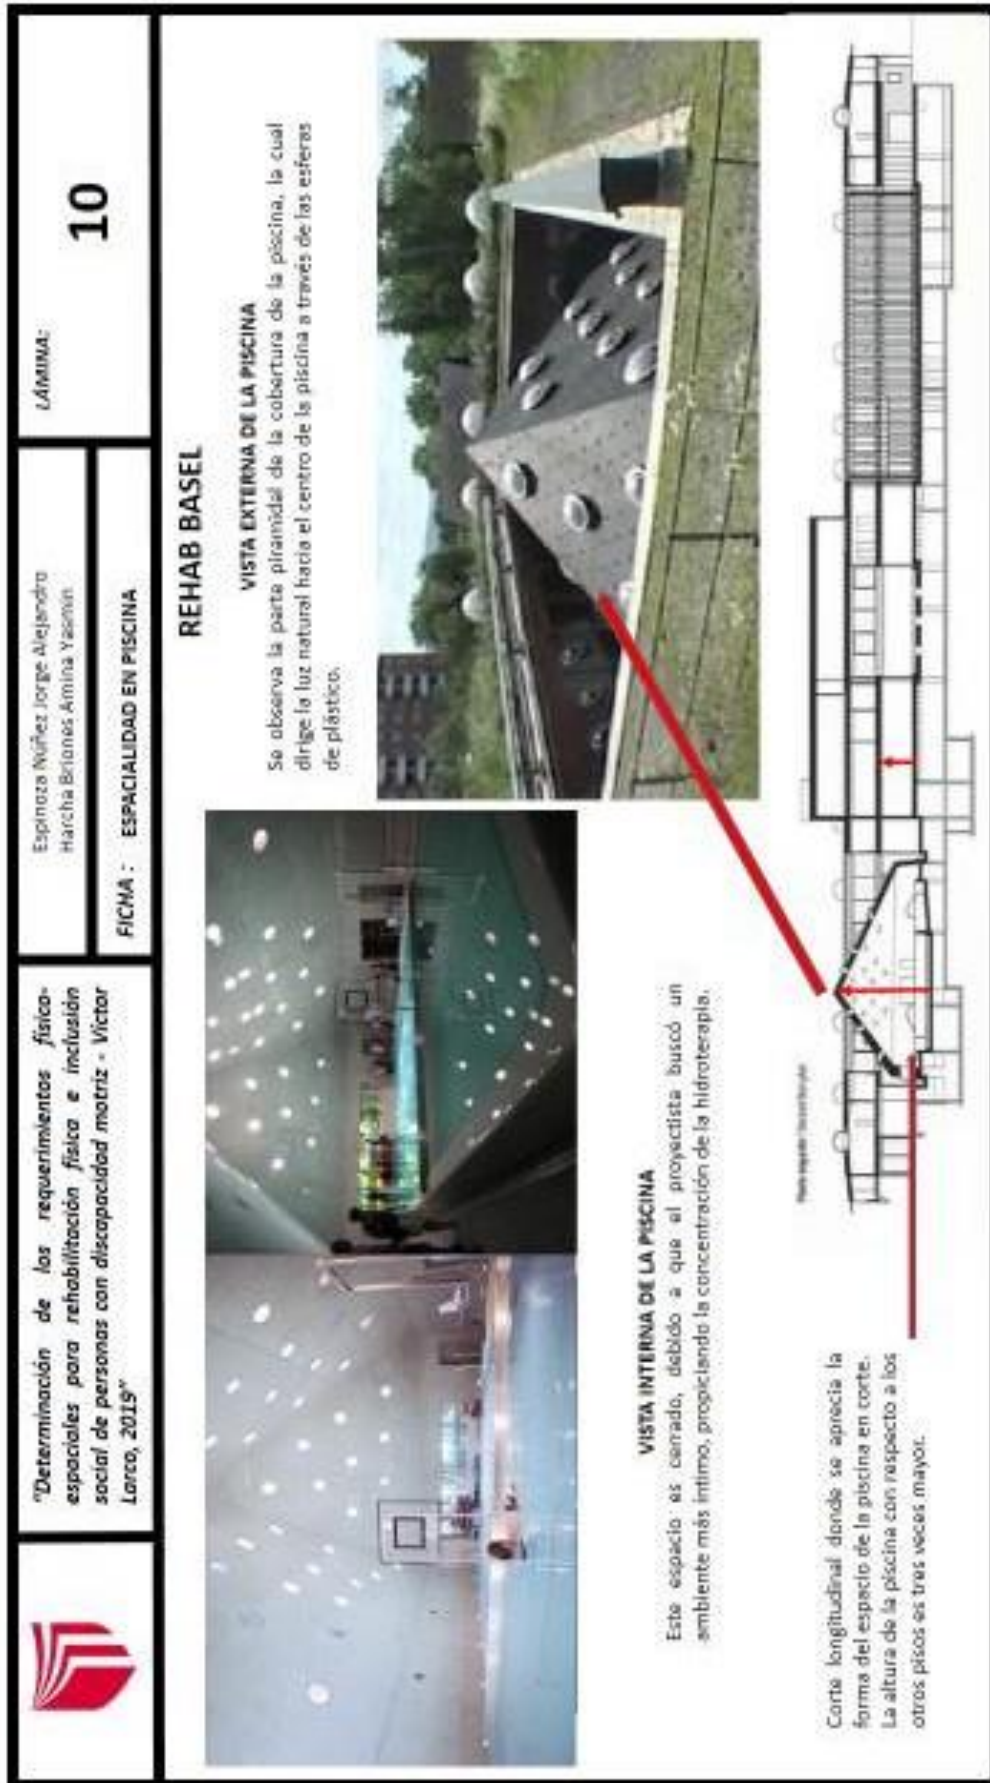 "Determinación de los requerimientos físico-
espaciales para rehabilitación física e inclusión
social de personas con discapacidad motriz - Víctor
Larco, 2019"
Espinoza Núñez Jorge Alejandro
Harcha Briones Amina Yasmin
FICHA : ESPACIALIDAD EN PISCINA
LÁMINA:
10
REHAB BASEL
VISTA EXTERNA DE LA PISCINA
Se observa la parte piramidal de la cobertura de la piscina, la cual
dirige la luz natural hacia el centro de la piscina a través de las esferas
de plástico.
VISTA INTERNA DE LA PISCINA
Este espacio es cerrado, debido a que el proyectista buscó un
ambiente más íntimo, propiciando la concentración de la hidroterapia.
Corte longitudinal donde se aprecia la
forma del espacio de la piscina en corte.
La altura de la piscina con respecto a los
otros pisos es tres veces mayor.